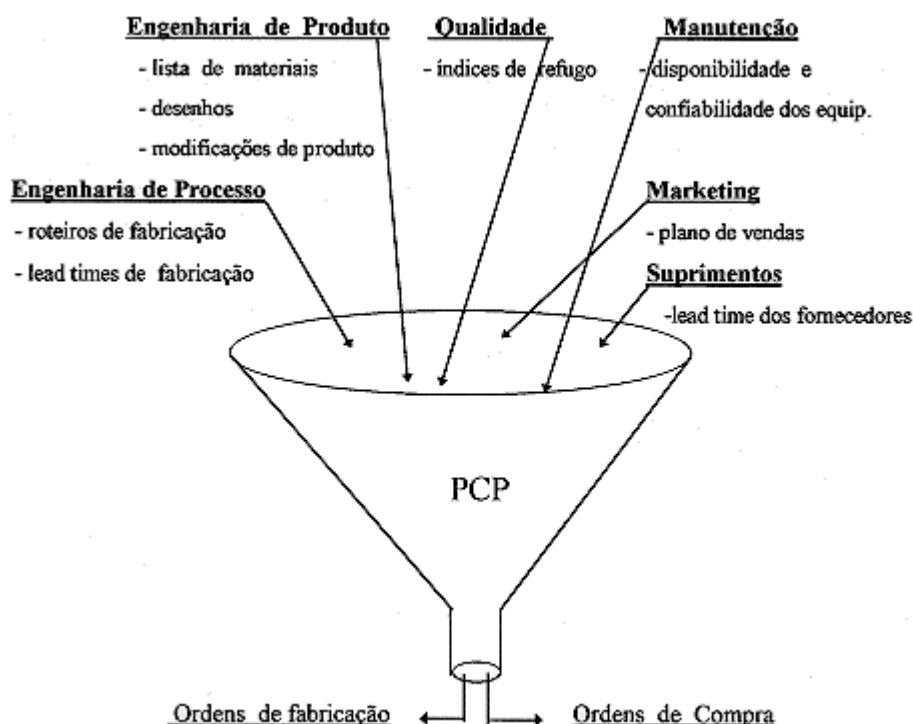 Engenharia de Produto
- lista de materiais
- desenhos
- modificações de produto
Qualidade
- índices de refugo
Manutenção
- disponibilidade e
confiabilidade dos equip.
Engenharia de Processo
- roteiros de fabricação
- lead times de fabricação
Marketing
- plano de vendas
Suprimentos
-lead time dos fornecedores
PCP
Ordens de fabricação
Ordens de Compra